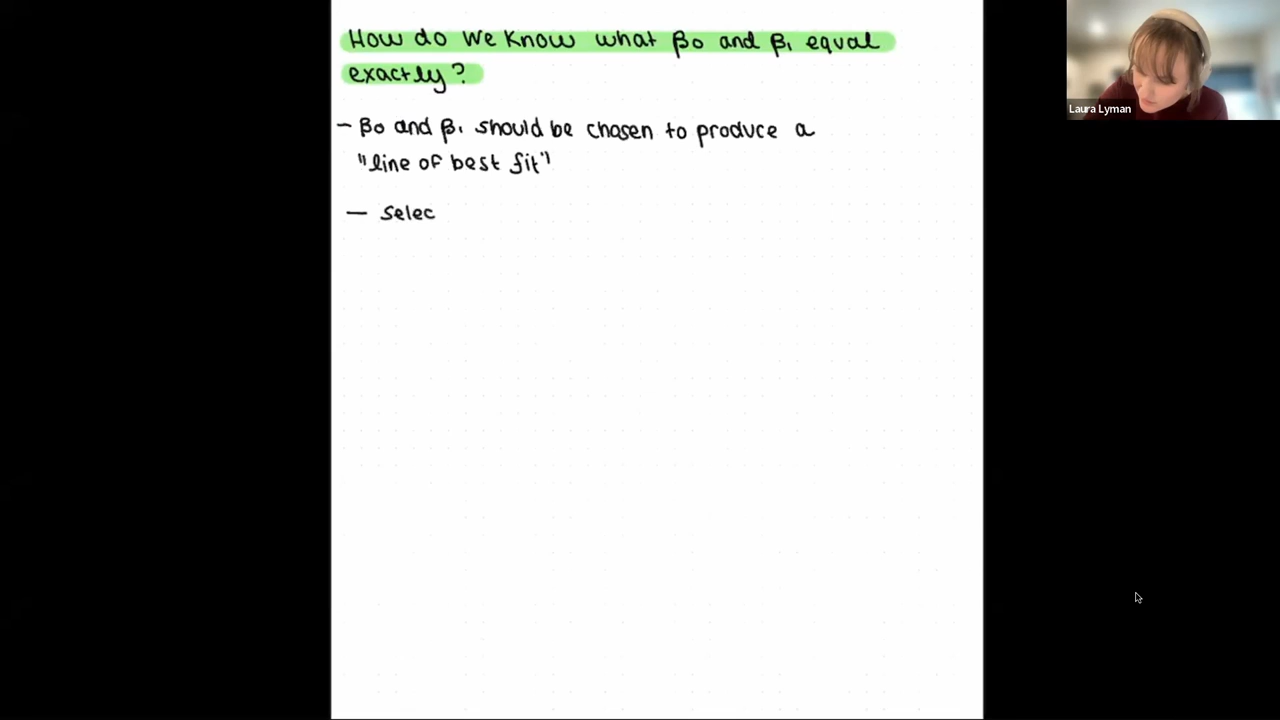 How do we know what β0 and β1 equal
exactly?
– β0 and β1 should be chosen to produce a
"line of best fit"
– selec
Laura Lyman